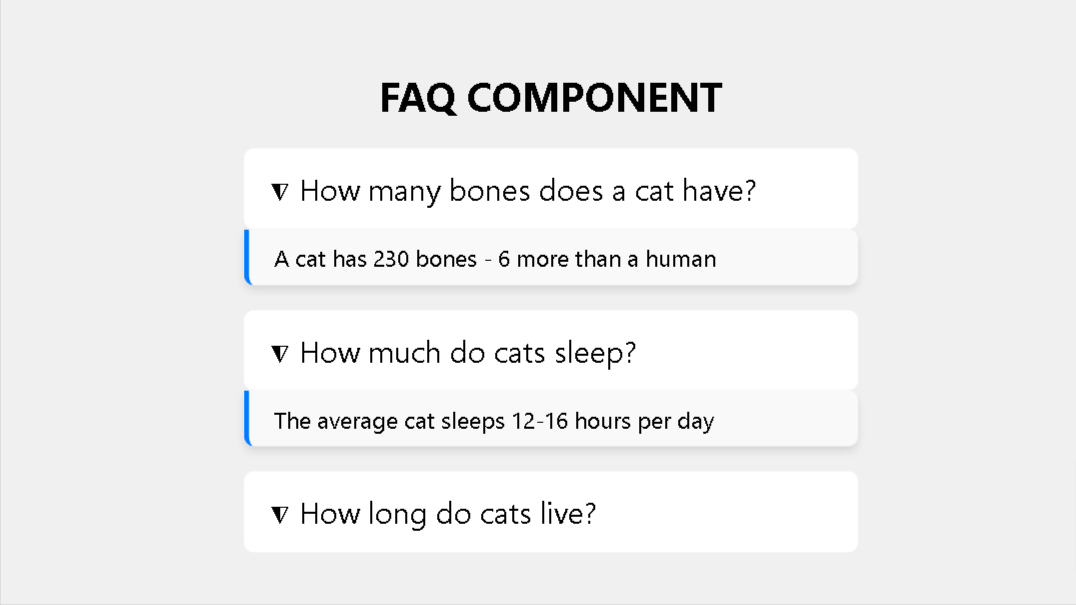 FAQ COMPONENT
How many bones does a cat have?
A cat has 230 bones - 6 more than a human
How much do cats sleep?
The average cat sleeps 12-16 hours per day
How long do cats live?